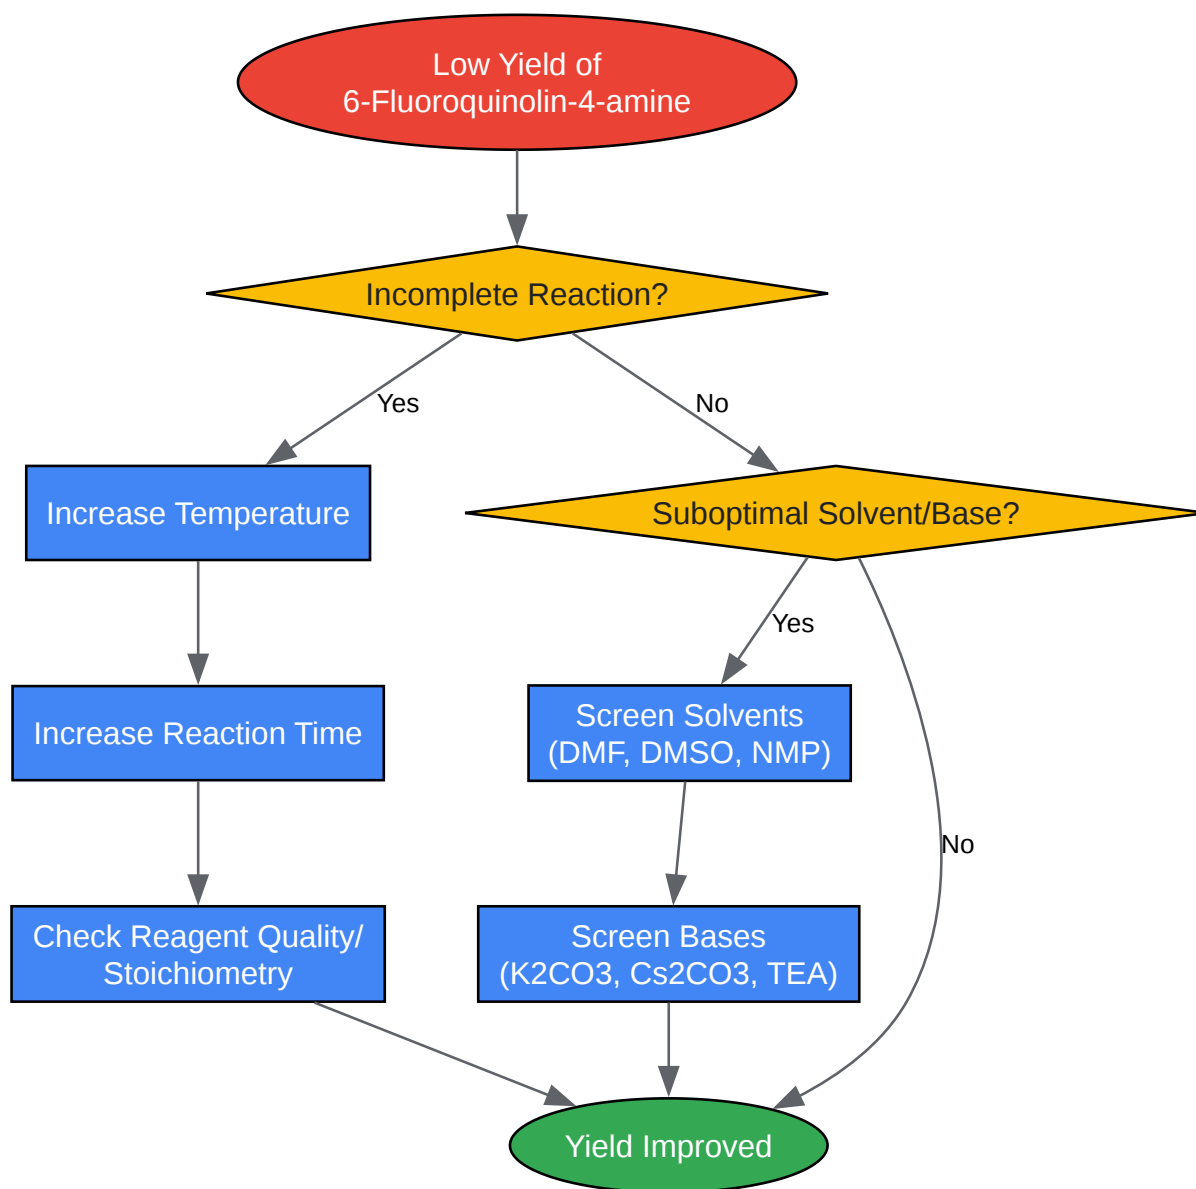 Low Yield of
6-Fluoroquinolin-4-amine
Incomplete Reaction?
Yes
No
Increase Temperature
Suboptimal Solvent/Base?
Yes
Increase Reaction Time
Screen Solvents
(DMF, DMSO, NMP)
No
Check Reagent Quality/
Stoichiometry
Screen Bases
(K2CO3, Cs2CO3, TEA)
Yield Improved